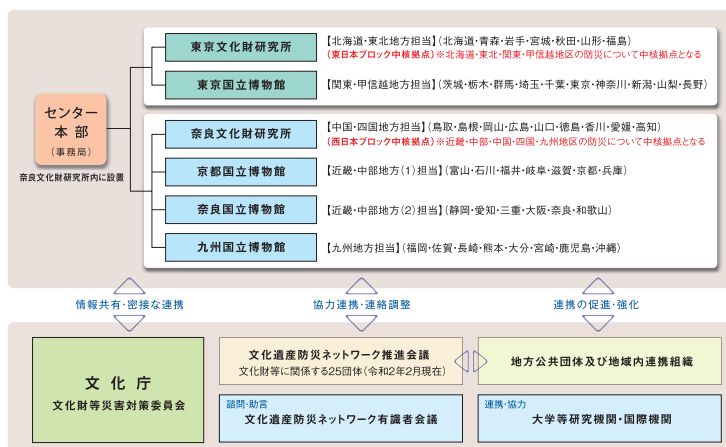 センター
本部
(事務局)
奈良文化財研究所内に設置
東京文化財研究所
【北海道・東北地方担当】(北海道・青森・岩手・宮城・秋田・山形・福島)
(東日本ブロック中核拠点)※北海道・東北・関東・甲信越地区の防災について中核拠点となる
東京国立博物館
【関東・甲信越地方担当】(茨城・栃木・群馬・埼玉・千葉・東京・神奈川・新潟・山梨・長野)
奈良文化財研究所
【中国・四国地方担当】(鳥取・島根・岡山・広島・山口・徳島・香川・愛媛・高知)
(西日本ブロック中核拠点)※近畿・中部・中国・四国・九州地区の防災について中核拠点となる
京都国立博物館
【近畿・中部地方(1)担当】(富山・石川・福井・岐阜・滋賀・京都・兵庫)
奈良国立博物館
【近畿・中部地方(2)担当】(静岡・愛知・三重・大阪・奈良・和歌山)
九州国立博物館
【九州地方担当】(福岡・佐賀・長崎・熊本・大分・宮崎・鹿児島・沖縄)
情報共有・密接な連携
協力連携・連絡調整
連携の促進・強化
文化庁
文化財等災害対策委員会
文化遺産防災ネットワーク推進会議
文化財等に関係する25団体(令和2年2月現在)
地方公共団体及び地域内連携組織
諮問・助言
文化遺産防災ネットワーク有識者会議
連携・協力
大学等研究機関・国際機関